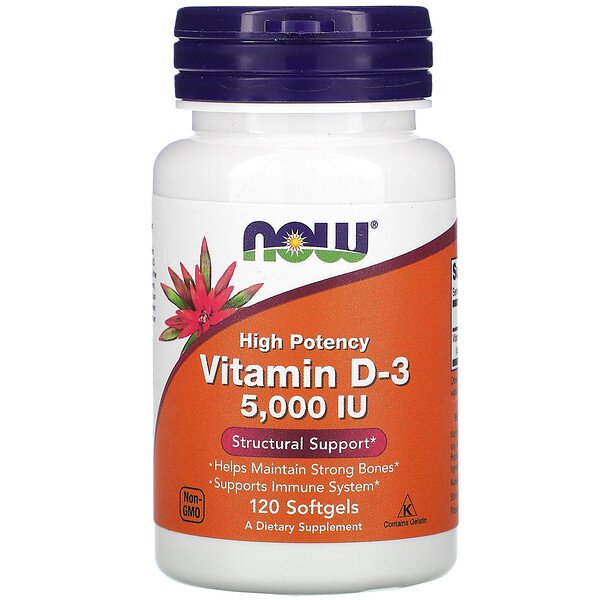 NOW®
High Potency
Vitamin D-3
5,000 IU
Structural Support*
• Helps Maintain Strong Bones*
• Supports Immune System*
120 Softgels
A Dietary Supplement
Non-
GMO
K
Contains Gelatin